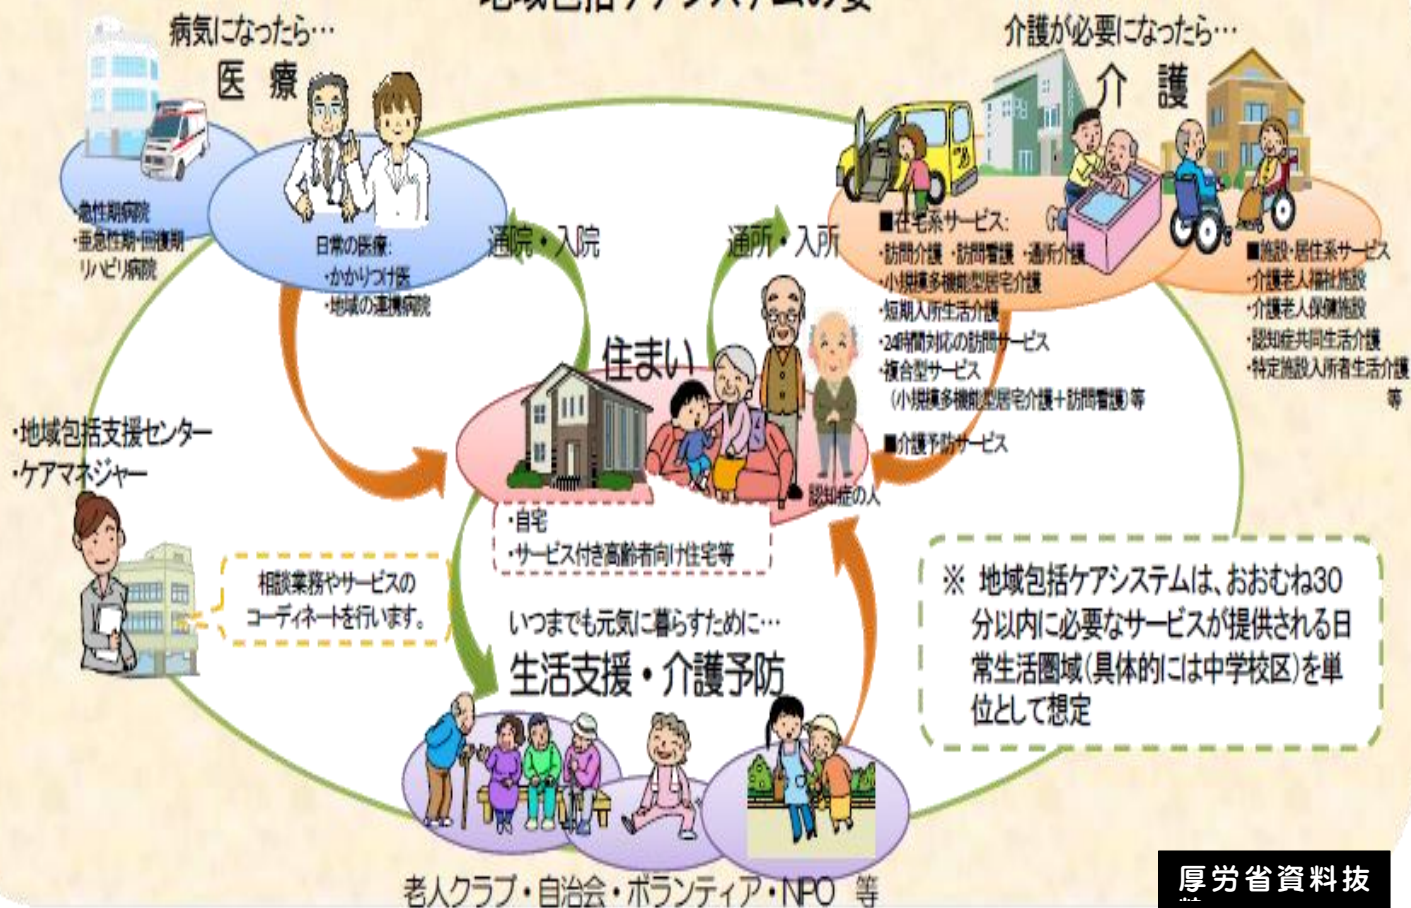 地域包括ケアシステムの姿
病気になったら…
医 療
介護が必要になったら…
介 護
・急性期病院
・亜急性期・回復期
リハビリ病院
日常の医療:
・かかりつけ医
・地域の連携病院
通院・入院
通所・入所
■在宅系サービス:
・訪問介護 ・訪問看護 ・通所介護
・小規模多機能型居宅介護
・短期入所生活介護
・24時間対応の訪問サービス
・複合型サービス
(小規模多機能型居宅介護+訪問看護)等
■介護予防サービス
■施設・居住系サービス
・介護老人福祉施設
・介護老人保健施設
・認知症共同生活介護
・特定施設入所者生活介護
等
住まい
認知症の人
・自宅
・サービス付き高齢者向け住宅等
・地域包括支援センター
・ケアマネジャー
相談業務やサービスの
コーディネートを行います。
いつまでも元気に暮らすために…
生活支援・介護予防
※ 地域包括ケアシステムは、おおむね30
分以内に必要なサービスが提供される日
常生活圏域(具体的には中学校区)を単
位として想定
老人クラブ・自治会・ボランティア・NPO 等
厚労省資料抜